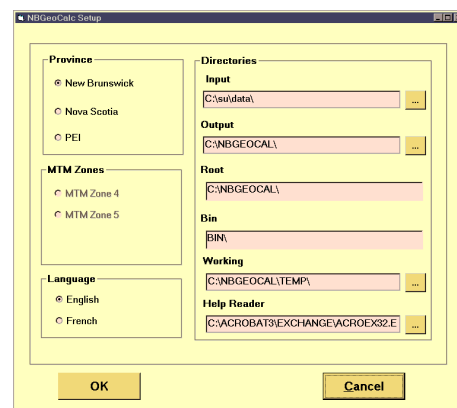 NBGeoCalc Setup
Province
New Brunswick
Nova Scotia
PEI
MTM Zones
MTM Zone 4
MTM Zone 5
Language
English
French
Directories
Input
C:\su\data\
...
Output
C:\NBGEOCAL\
...
Root
C:\NBGEOCAL\
Bin
BIN\
Working
C:\NBGEOCAL\TEMP\
...
Help Reader
C:\ACROBAT3\EXCHANGE\ACROEX32.E
...
OK
Cancel